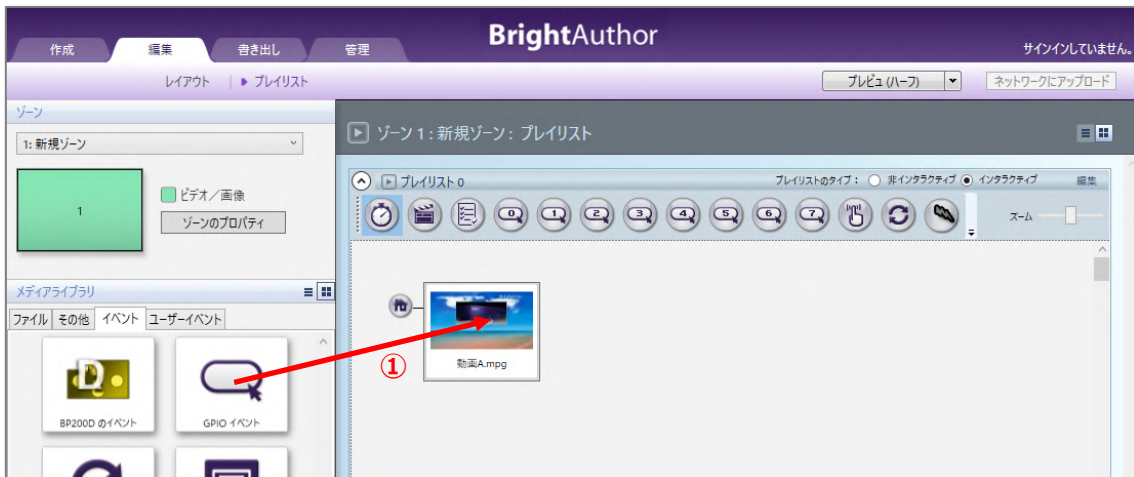 BrightAuthor
作成 編集 書き出し 管理 サインインしていません。
レイアウト プレイリスト プレビュ (ハーフ) ネットワークにアップロード
ゾーン
1: 新規ゾーン
ゾーン 1 : 新規ゾーン : プレイリスト
1
ビデオ／画像
ゾーンのプロパティ
プレイリスト 0 プレイリストのタイプ : 非インタラクティブ インタラクティブ 編集
0 1 2 3 4 5 6 7 ズーム
メディアライブラリ
ファイル その他 イベント ユーザーイベント
①
動画A.mpg
D
BP200D のイベント GPIO イベント